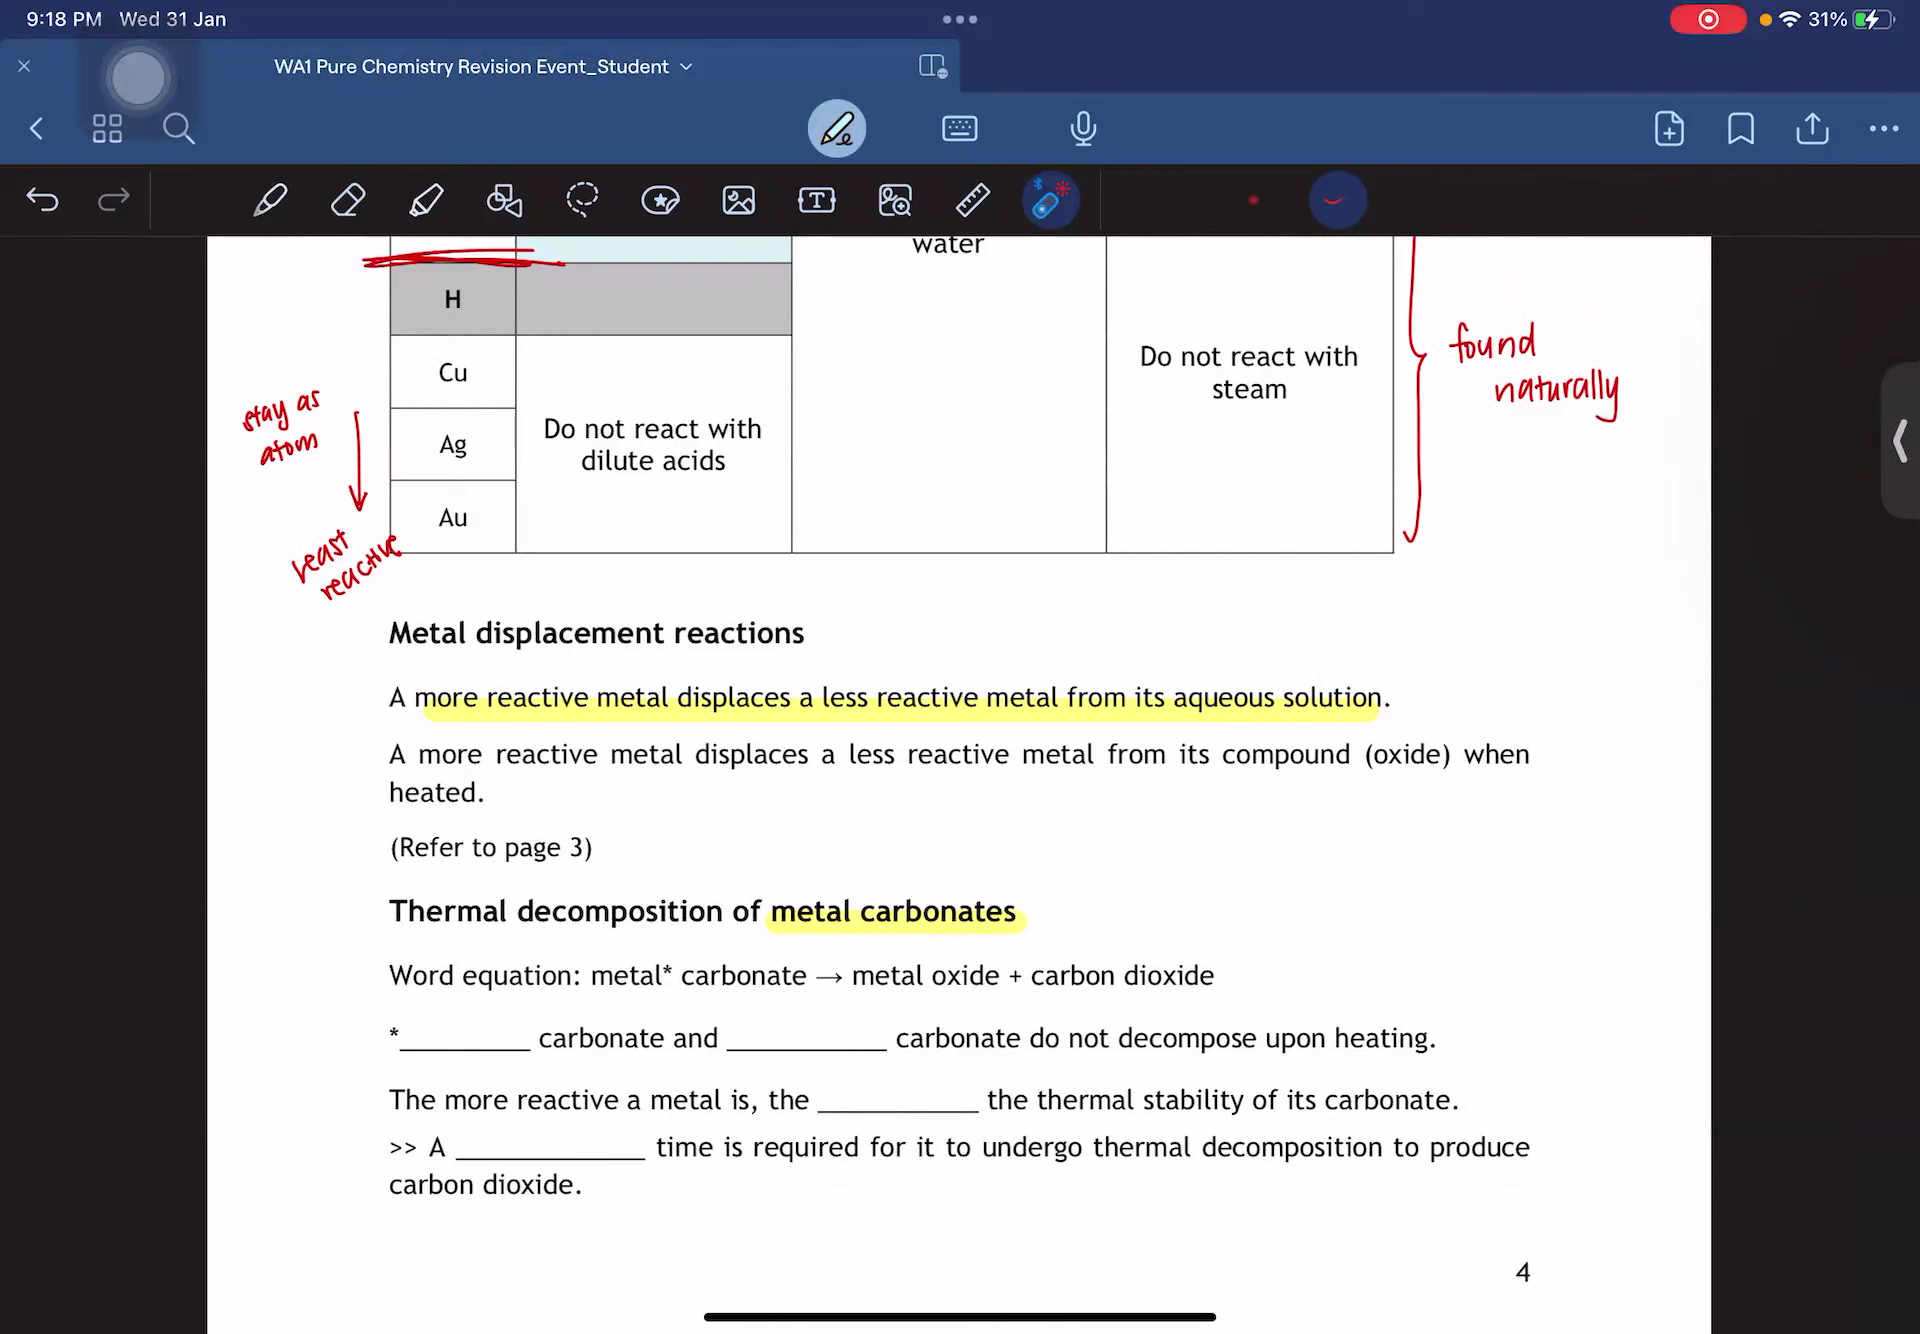 9:18 PM Wed 31 Jan
31%
WA1 Pure Chemistry Revision Event_Student
water
H
Cu
Do not react with
steam
found
naturally
stay as
atom
Ag
Do not react with
dilute acids
Au
least
reactive
Metal displacement reactions
A more reactive metal displaces a less reactive metal from its aqueous solution.
A more reactive metal displaces a less reactive metal from its compound (oxide) when
heated.
(Refer to page 3)
Thermal decomposition of metal carbonates
Word equation: metal* carbonate → metal oxide + carbon dioxide
*__________ carbonate and ____________ carbonate do not decompose upon heating.
The more reactive a metal is, the ____________ the thermal stability of its carbonate.
>> A ______________ time is required for it to undergo thermal decomposition to produce
carbon dioxide.
4